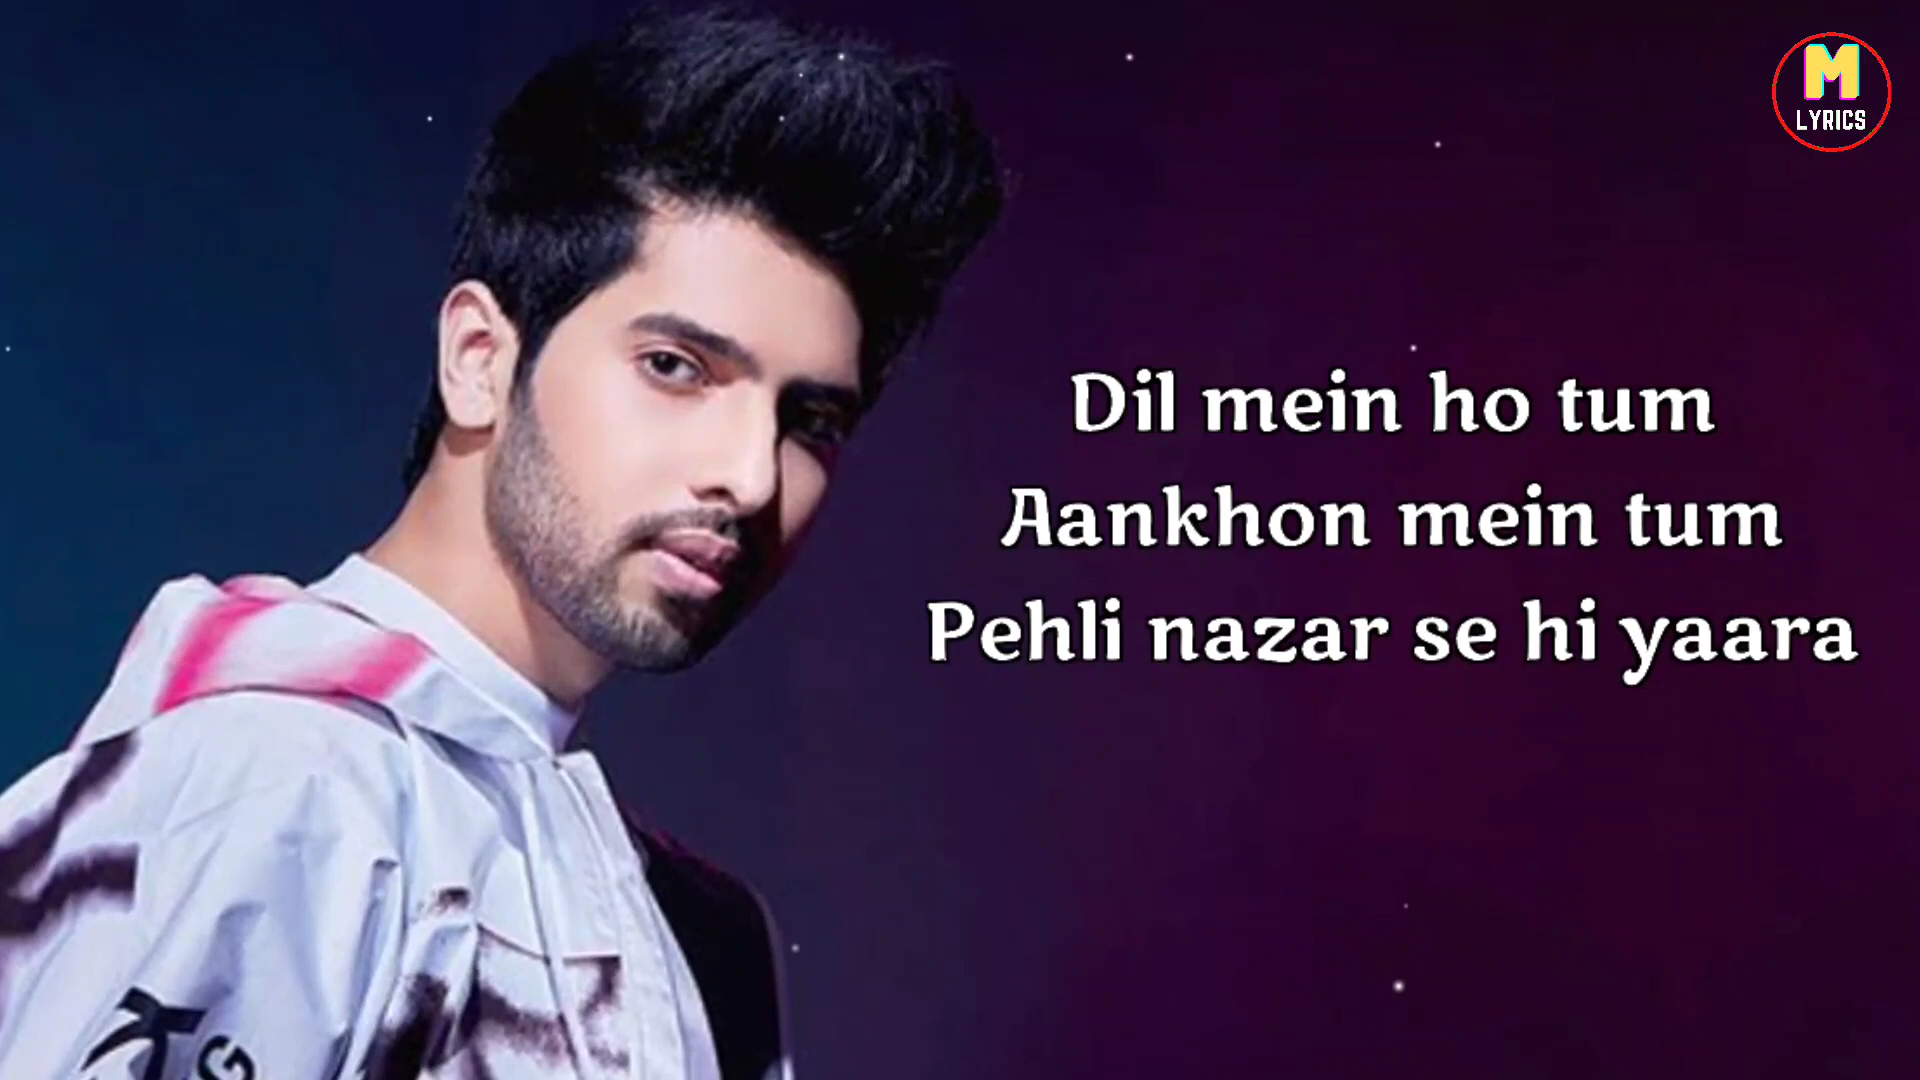 M
LYRICS
Dil mein ho tum
Aankhon mein tum
Pehli nazar se hi yaara